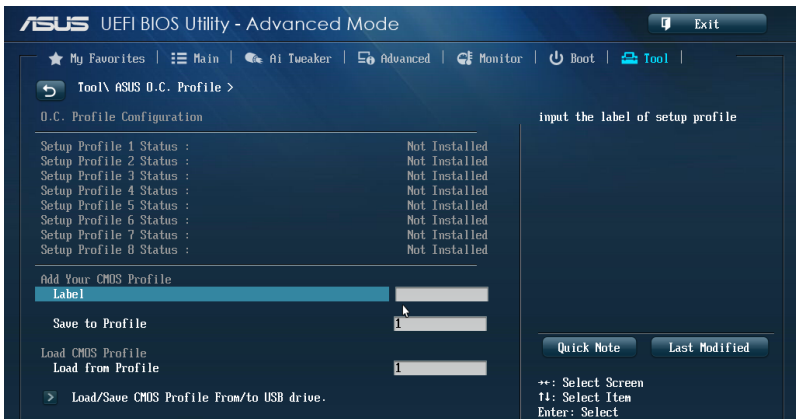 ASUS UEFI BIOS Utility - Advanced Mode
Exit
My Favorites | Main | Ai Tweaker | Advanced | Monitor | Boot | Tool |
Tool\ ASUS O.C. Profile >
O.C. Profile Configuration
input the label of setup profile
Setup Profile 1 Status : Not Installed
Setup Profile 2 Status : Not Installed
Setup Profile 3 Status : Not Installed
Setup Profile 4 Status : Not Installed
Setup Profile 5 Status : Not Installed
Setup Profile 6 Status : Not Installed
Setup Profile 7 Status : Not Installed
Setup Profile 8 Status : Not Installed
Add Your CMOS Profile
Label
Save to Profile 1
Load CMOS Profile
Load from Profile 1
> Load/Save CMOS Profile From/to USB drive.
Quick Note Last Modified
→←: Select Screen
↑↓: Select Item
Enter: Select